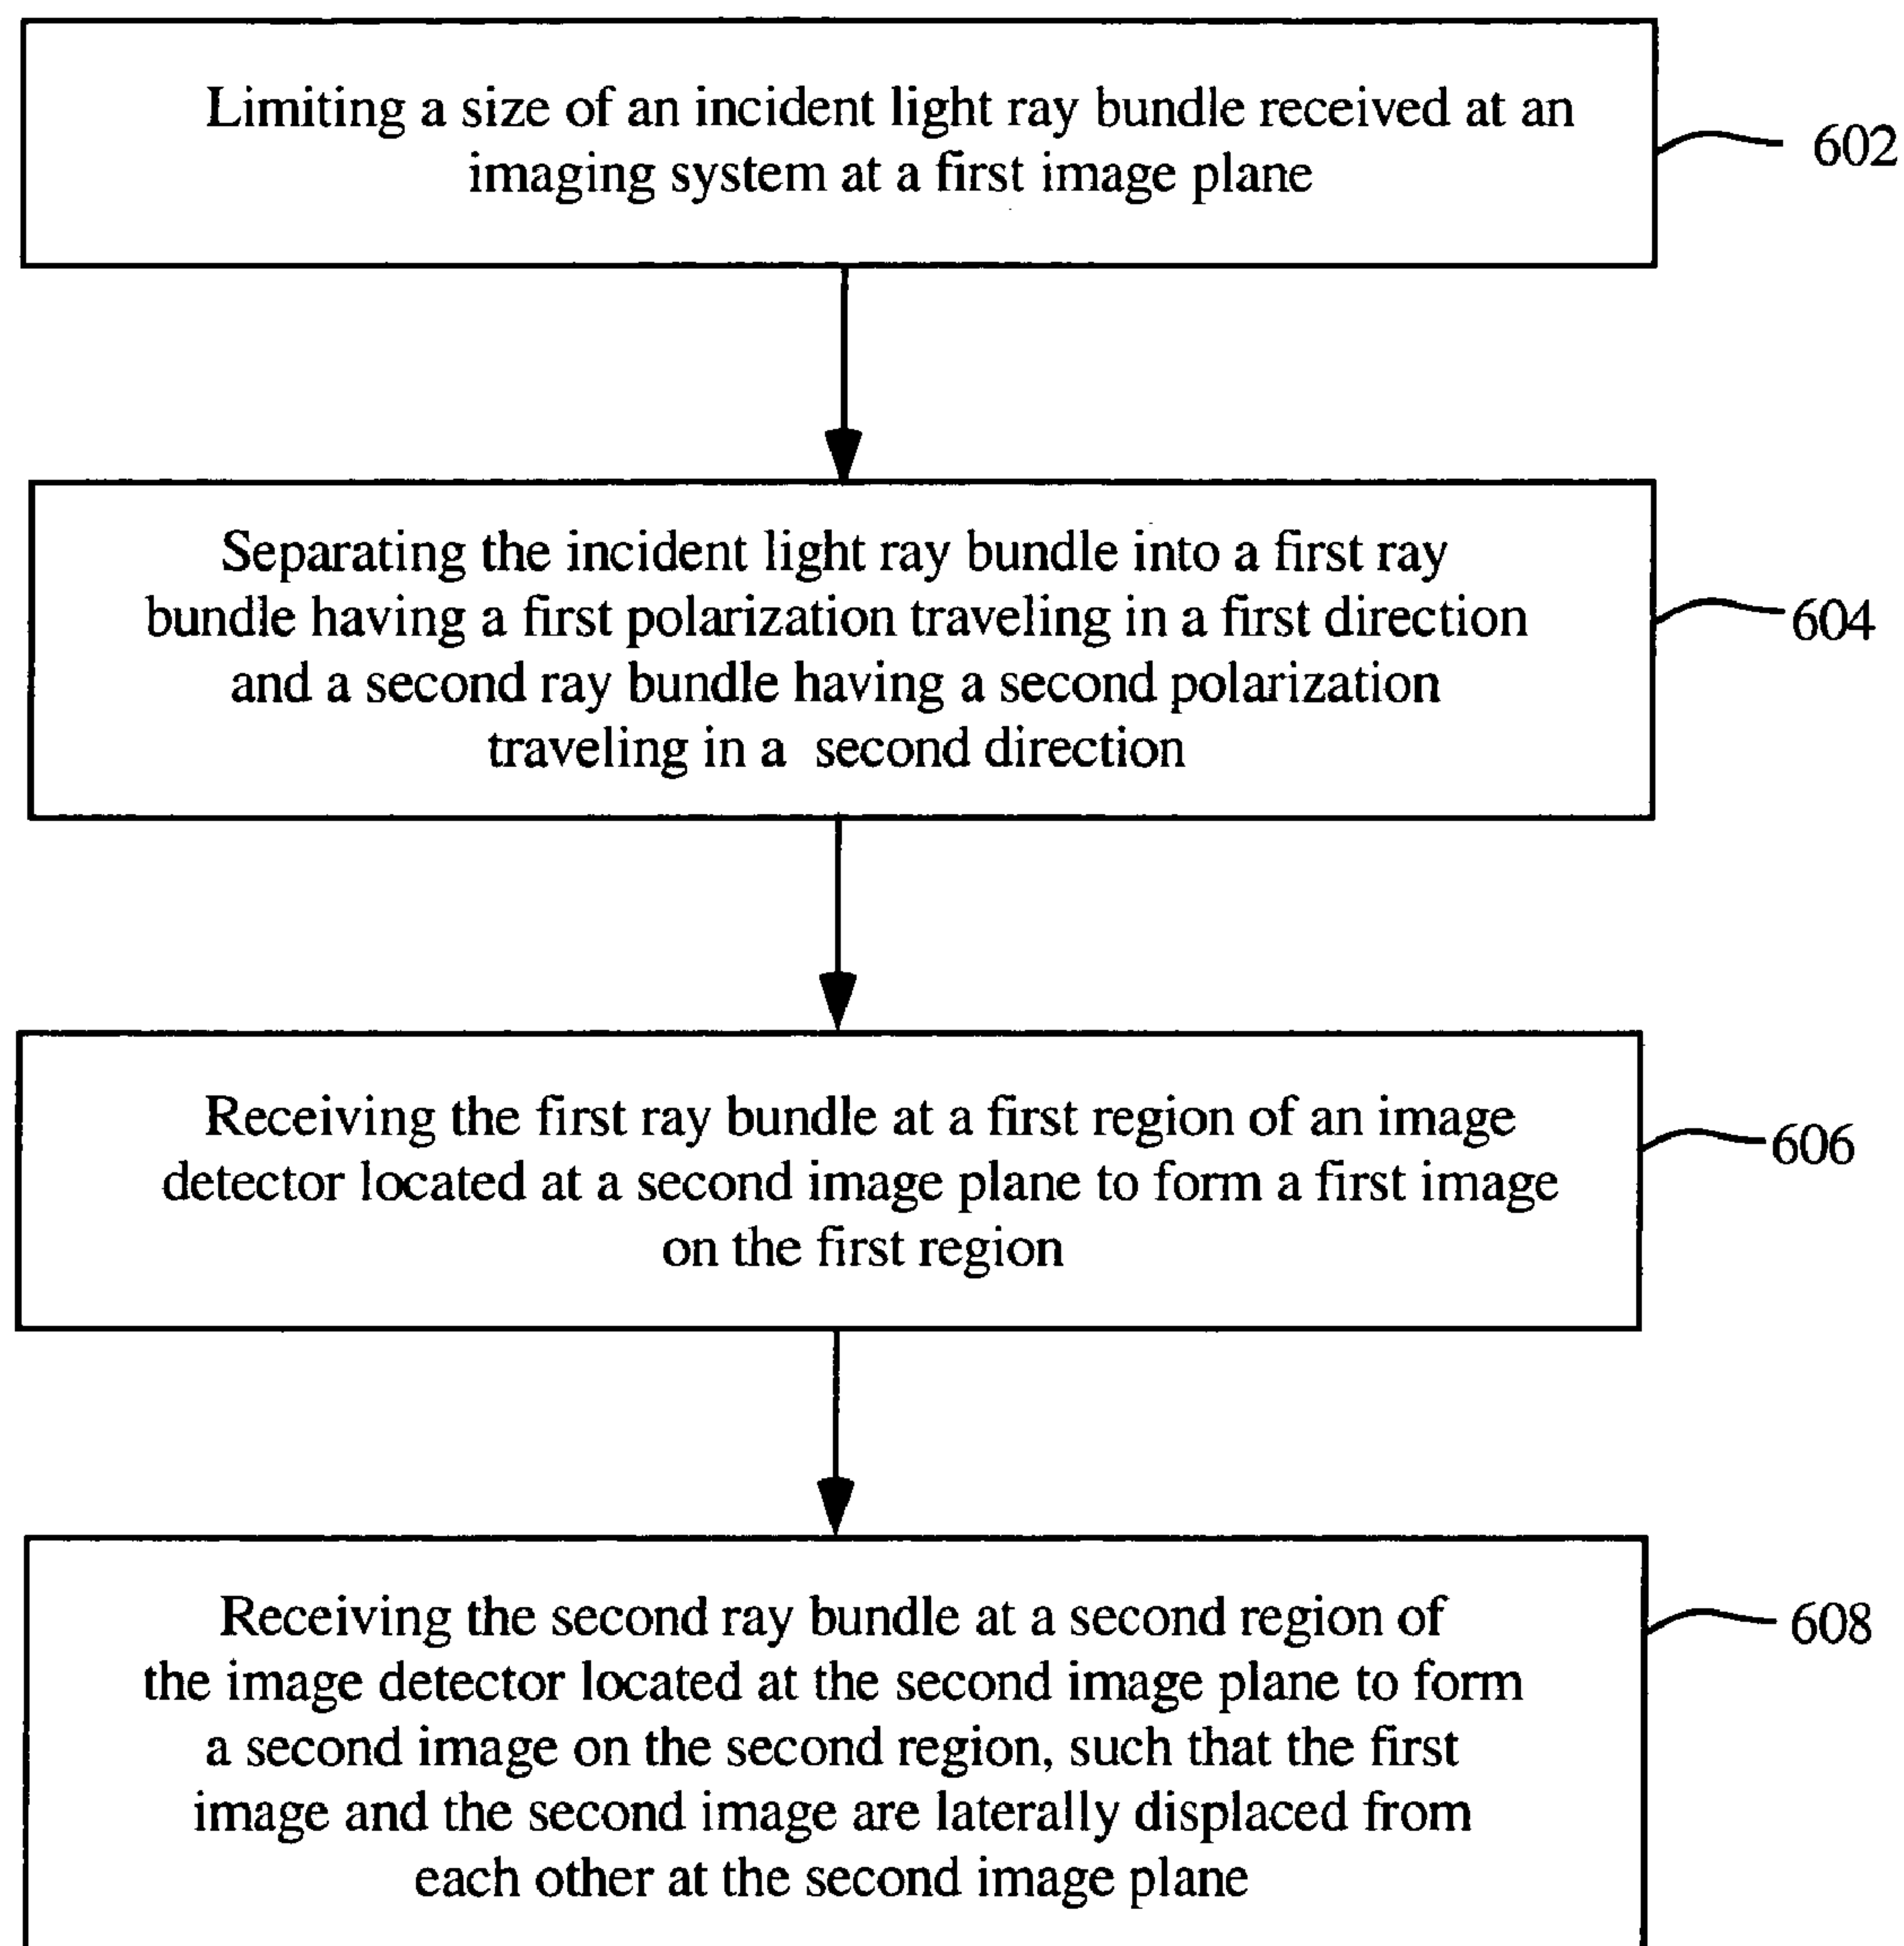 Limiting a size of an incident light ray bundle received at an
imaging system at a first image plane
602
Separating the incident light ray bundle into a first ray
bundle having a first polarization traveling in a first direction
and a second ray bundle having a second polarization
traveling in a second direction
604
Receiving the first ray bundle at a first region of an image
detector located at a second image plane to form a first image
on the first region
606
Receiving the second ray bundle at a second region of
the image detector located at the second image plane to form
a second image on the second region, such that the first
image and the second image are laterally displaced from
each other at the second image plane
608